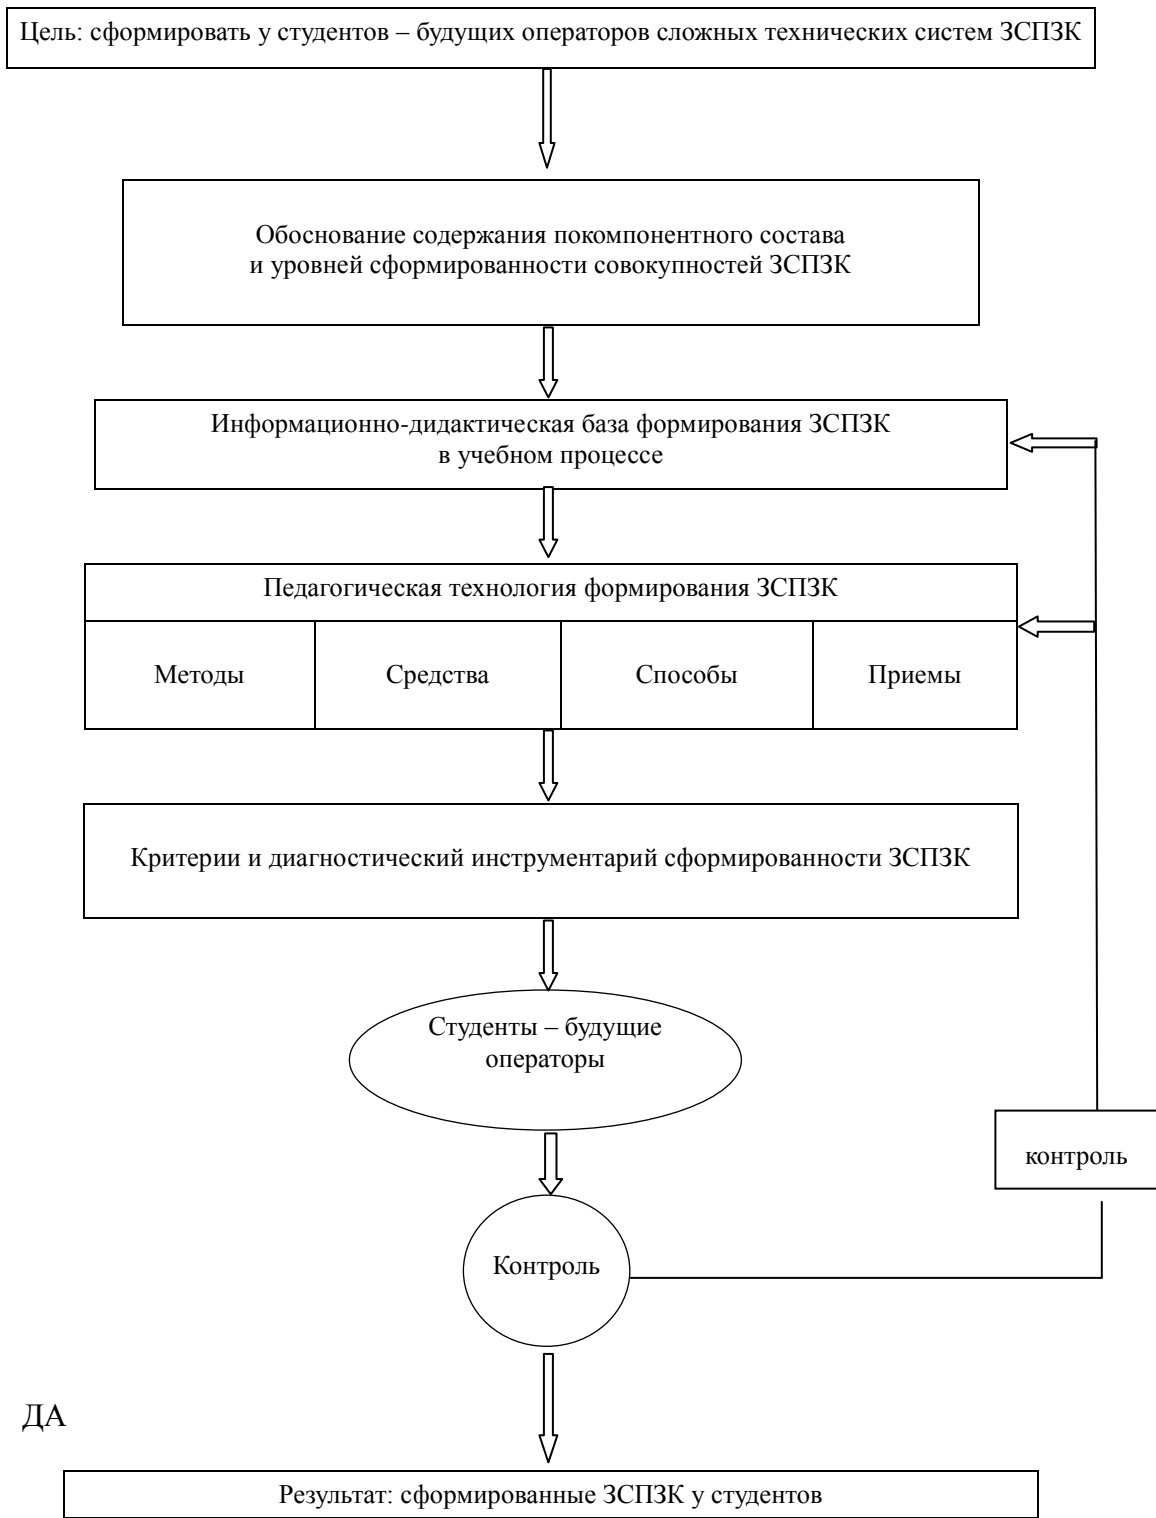 Цель: сформировать у студентов – будущих операторов сложных технических систем ЗСПЗК
Обоснование содержания покомпонентного состава
и уровней сформированности совокупностей ЗСПЗК
Информационно-дидактическая база формирования ЗСПЗК
в учебном процессе
Педагогическая технология формирования ЗСПЗК
Методы
Средства
Способы
Приемы
Критерии и диагностический инструментарий сформированности ЗСПЗК
Студенты – будущие
операторы
контроль
Контроль
ДА
Результат: сформированные ЗСПЗК у студентов